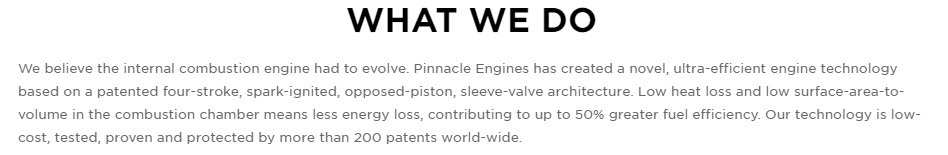 WHAT WE DO
We believe the internal combustion engine had to evolve. Pinnacle Engines has created a novel, ultra-efficient engine technology
based on a patented four-stroke, spark-ignited, opposed-piston, sleeve-valve architecture. Low heat loss and low surface-area-to-
volume in the combustion chamber means less energy loss, contributing to up to 50% greater fuel efficiency. Our technology is low-
cost, tested, proven and protected by more than 200 patents world-wide.